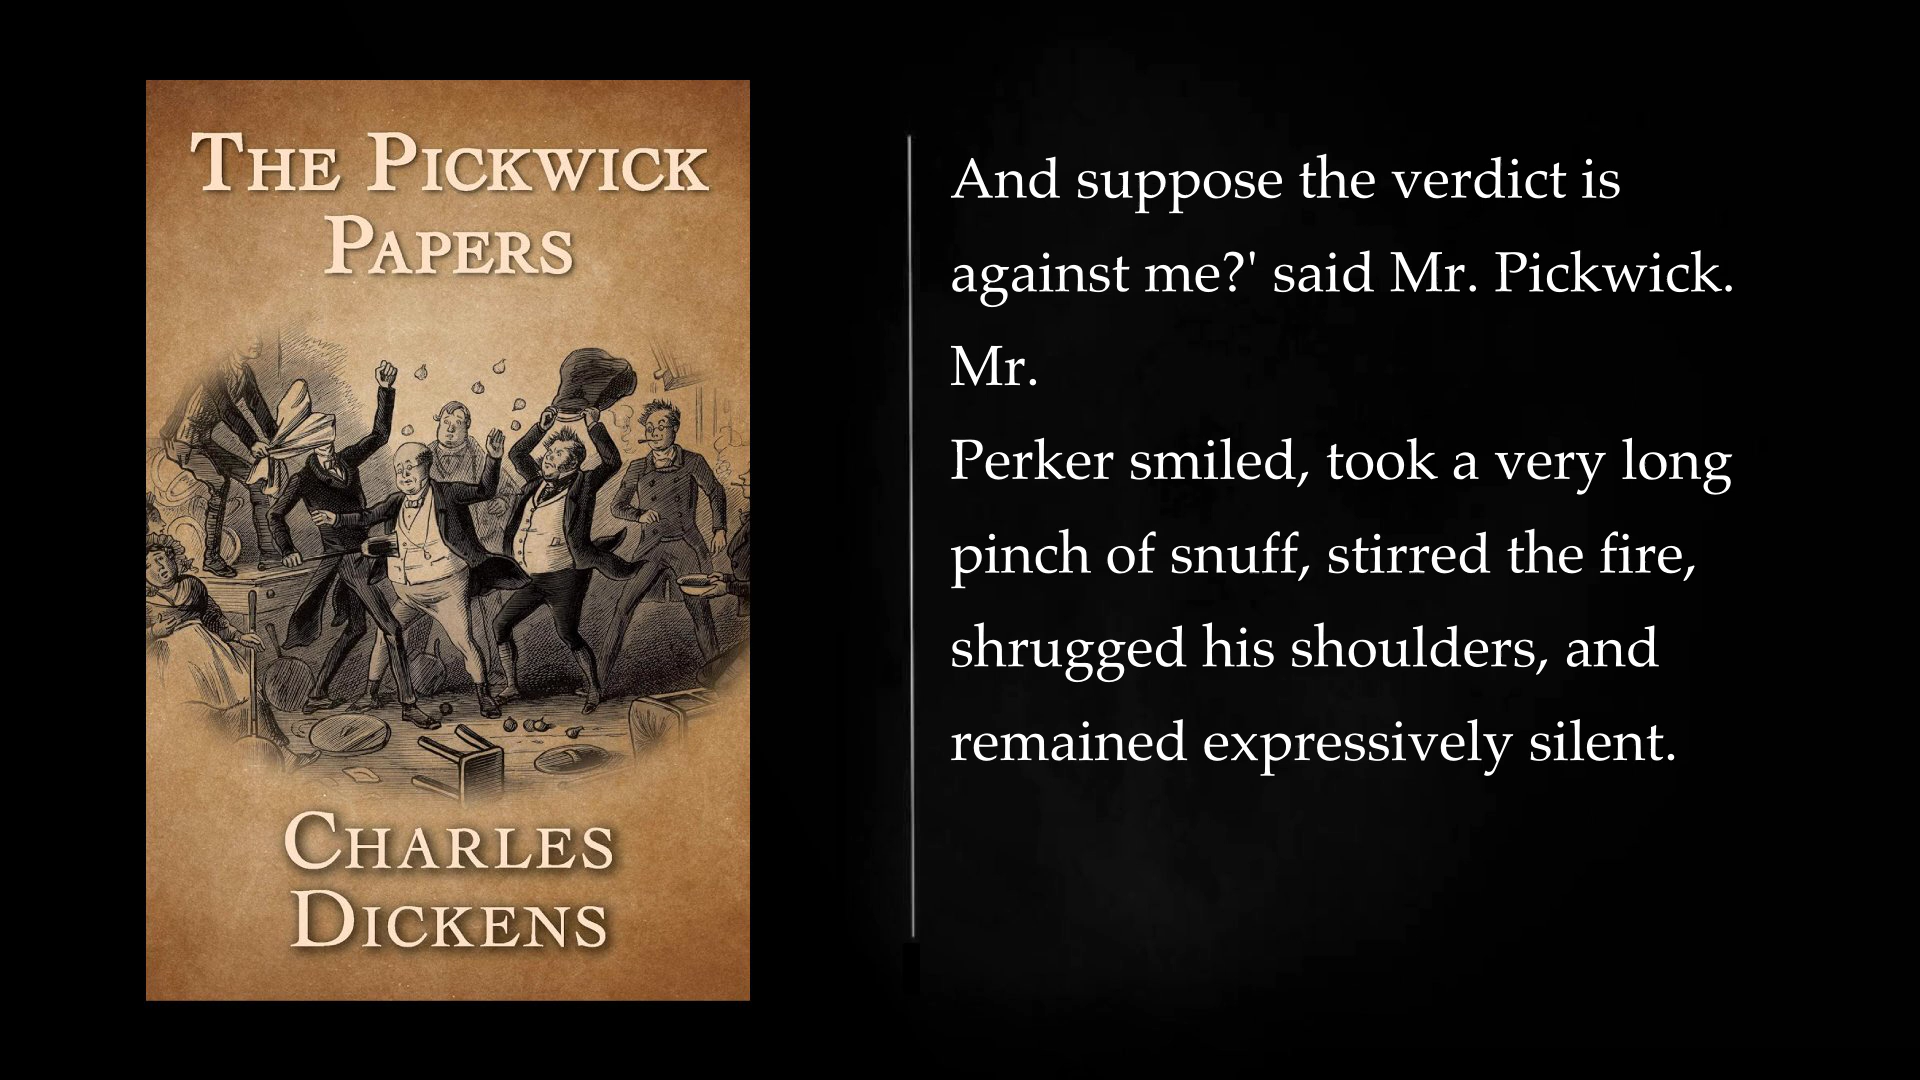 The Pickwick
Papers
Charles
Dickens
And suppose the verdict is
against me?' said Mr. Pickwick.
Mr.
Perker smiled, took a very long
pinch of snuff, stirred the fire,
shrugged his shoulders, and
remained expressively silent.